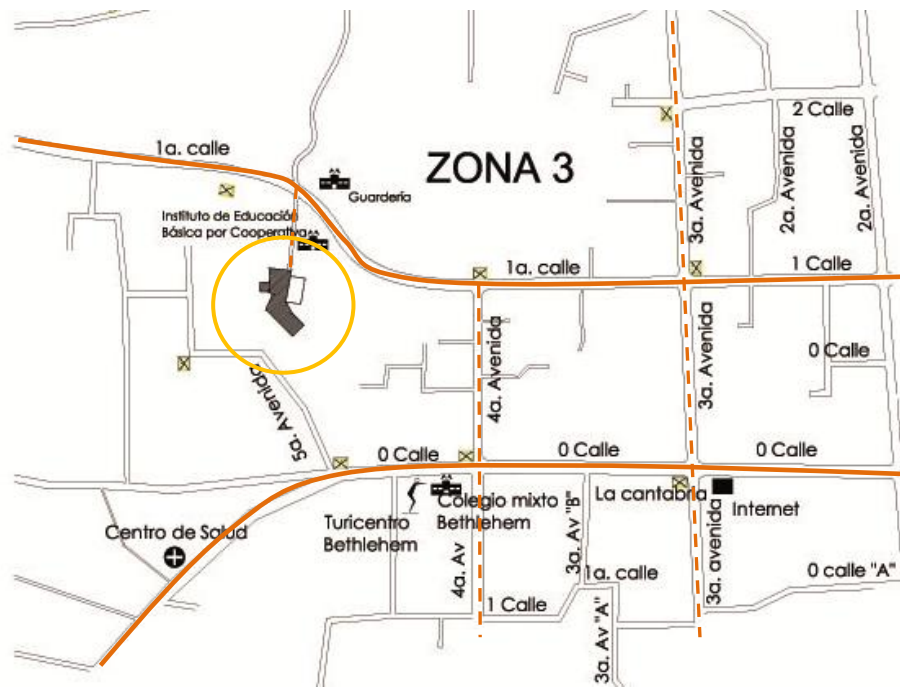 2 Calle
1a. calle
ZONA 3
3a. Avenida
2a. Avenida
2a. Avenida
Guardería
Instituto de Educación
Básica por Cooperativa
1a. calle
1 Calle
4a. Avenida
3a. Avenida
0 Calle
5a. Avenida
0 Calle
0 Calle
0 Calle
Colegio mixto
Bethlehem
La cantabria
Internet
Turicentro
Bethlehem
Centro de Salud
4a. Av
3a. Av "B"
1a. calle
3a. avenida
0 calle "A"
1 Calle
3a. Av "A"